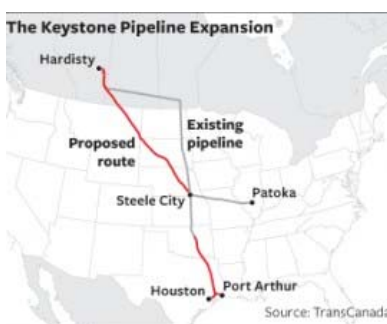 The Keystone Pipeline Expansion
Hardisty
Existing
pipeline
Proposed
route
Steele City
Patoka
Houston
Port Arthur
Source: TransCanada